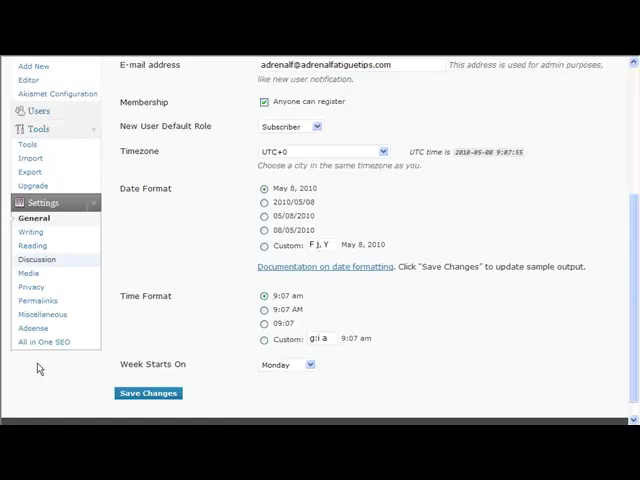 Add New
Editor
Akismet Configuration
Users
Tools
Tools
Import
Export
Upgrade
Settings
General
Writing
Reading
Discussion
Media
Privacy
Permalinks
Miscellaneous
Adsense
All in One SEO
E-mail address
adrenalf@adrenalfatiguetips.com
This address is used for admin purposes,
like new user notification.
Membership
Anyone can register
New User Default Role
Subscriber
Timezone
UTC+0
UTC time is 2010-05-08 9:07:55
Choose a city in the same timezone as you.
Date Format
May 8, 2010
2010/05/08
05/08/2010
08/05/2010
Custom: F j, Y May 8, 2010
Documentation on date formatting. Click "Save Changes" to update sample output.
Time Format
9:07 am
9:07 AM
09:07
Custom: g:i a 9:07 am
Week Starts On
Monday
Save Changes